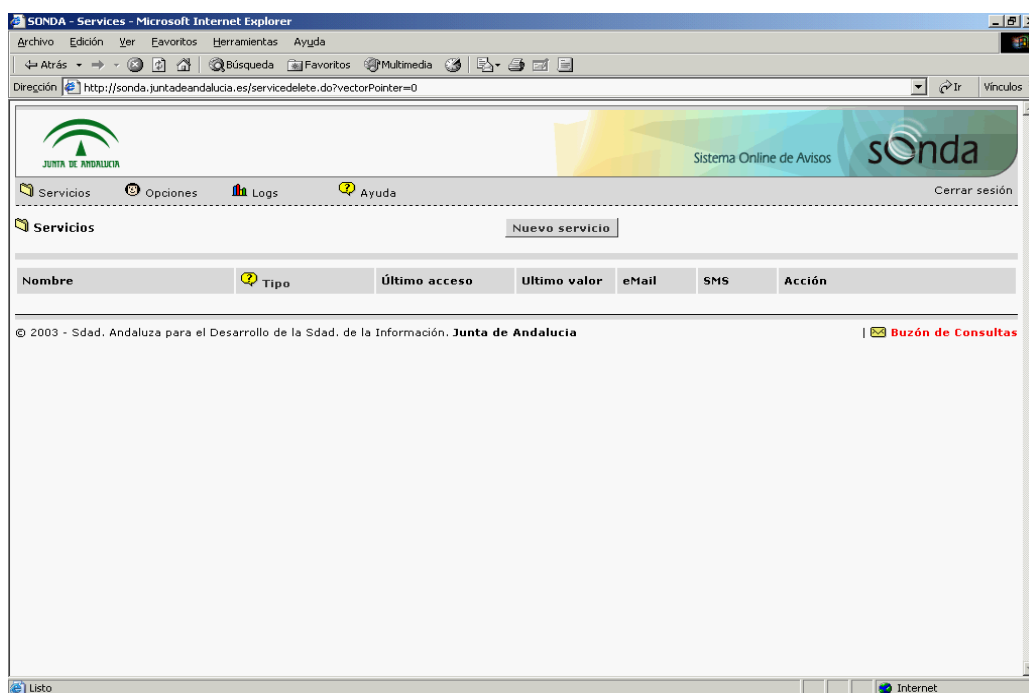 SONDA - Services - Microsoft Internet Explorer
Archivo Edición Ver Favoritos Herramientas Ayuda
Atrás Búsqueda Favoritos Multimedia
Dirección http://sonda.juntadeandalucia.es/servicedelete.do?vectorPointer=0 Ir Vínculos
JUNTA DE ANDALUCIA
Sistema Online de Avisos sonda
Servicios Opciones Logs Ayuda Cerrar sesión
Servicios Nuevo servicio
Nombre Tipo Último acceso Ultimo valor eMail SMS Acción
© 2003 - Sdad. Andaluza para el Desarrollo de la Sdad. de la Información. Junta de Andalucia | Buzón de Consultas
Listo Internet